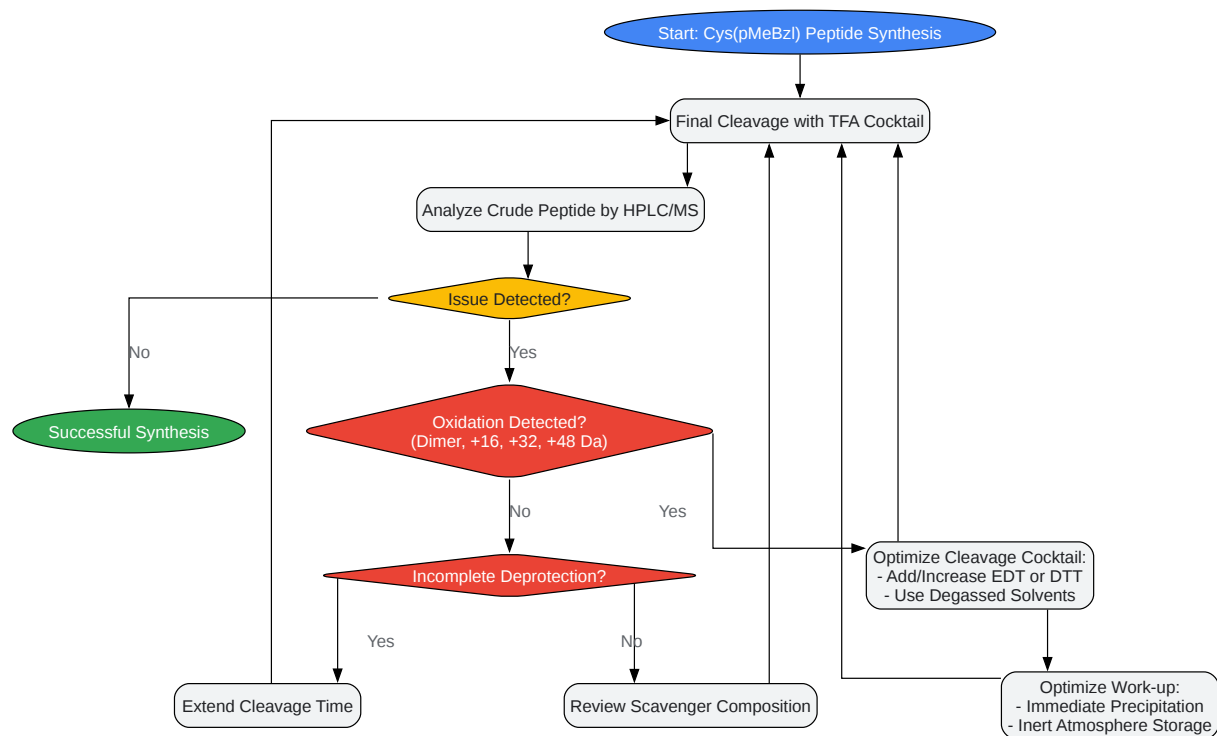 Start: Cys(pMeBzl) Peptide Synthesis
Final Cleavage with TFA Cocktail
Analyze Crude Peptide by HPLC/MS
Issue Detected?
No
Yes
Successful Synthesis
Oxidation Detected?
(Dimer, +16, +32, +48 Da)
No
Yes
Optimize Cleavage Cocktail:
- Add/Increase EDT or DTT
- Use Degassed Solvents
Incomplete Deprotection?
Yes
No
Extend Cleavage Time
Review Scavenger Composition
Optimize Work-up:
- Immediate Precipitation
- Inert Atmosphere Storage